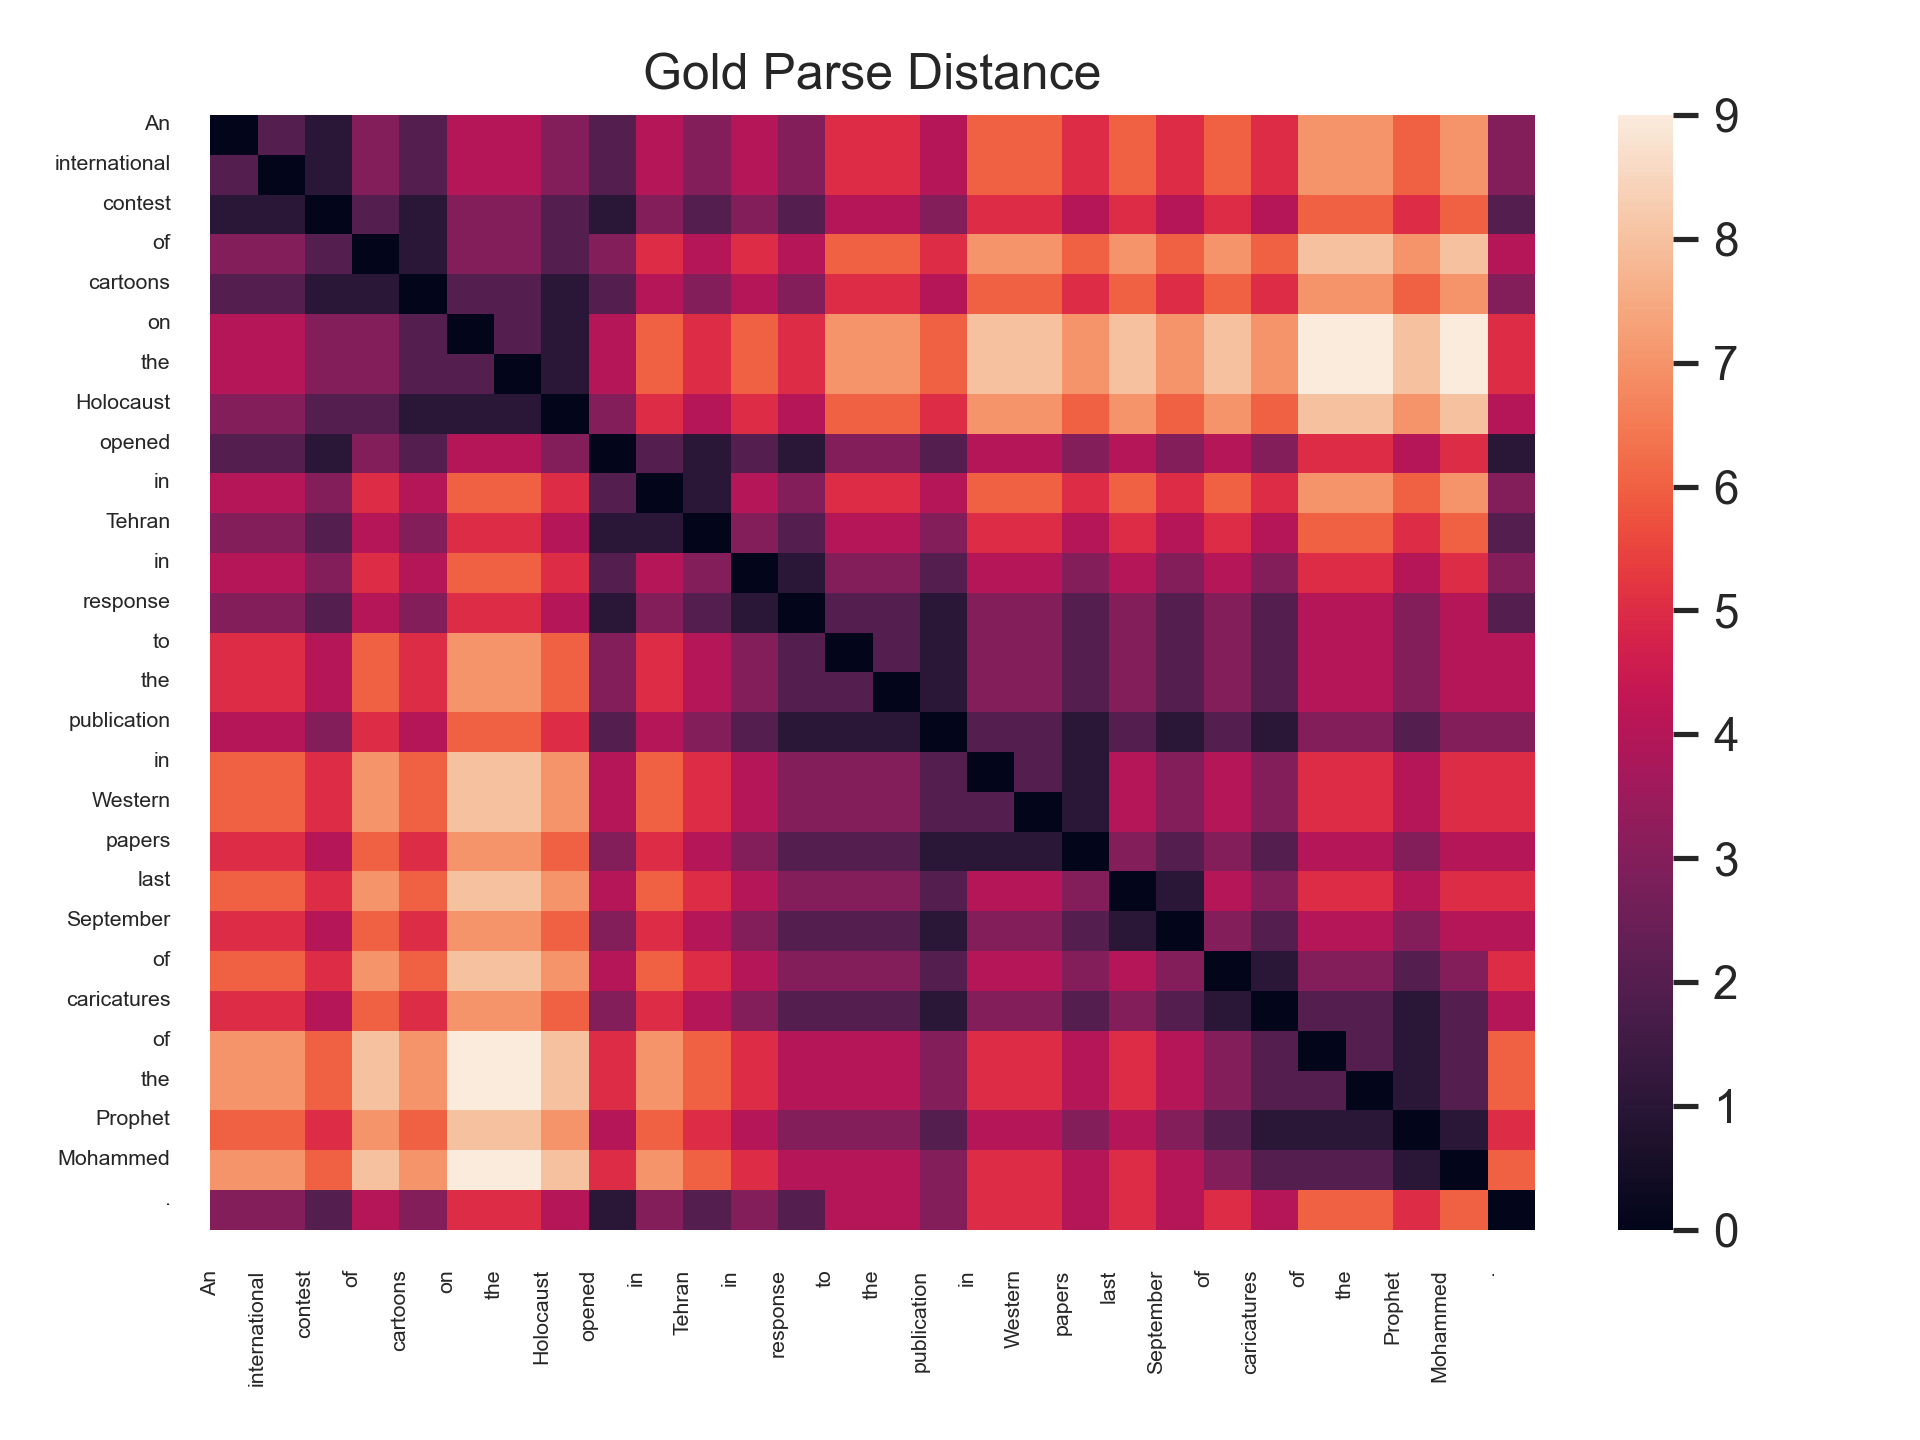 Gold Parse Distance
An
international
contest
of
cartoons
on
the
Holocaust
opened
in
Tehran
in
response
to
the
publication
in
Western
papers
last
September
of
caricatures
of
the
Prophet
Mohammed
.
9
8
7
6
5
4
3
2
1
0
An
international
contest
of
cartoons
on
the
Holocaust
opened
in
Tehran
in
response
to
the
publication
in
Western
papers
last
September
of
caricatures
of
the
Prophet
Mohammed
.